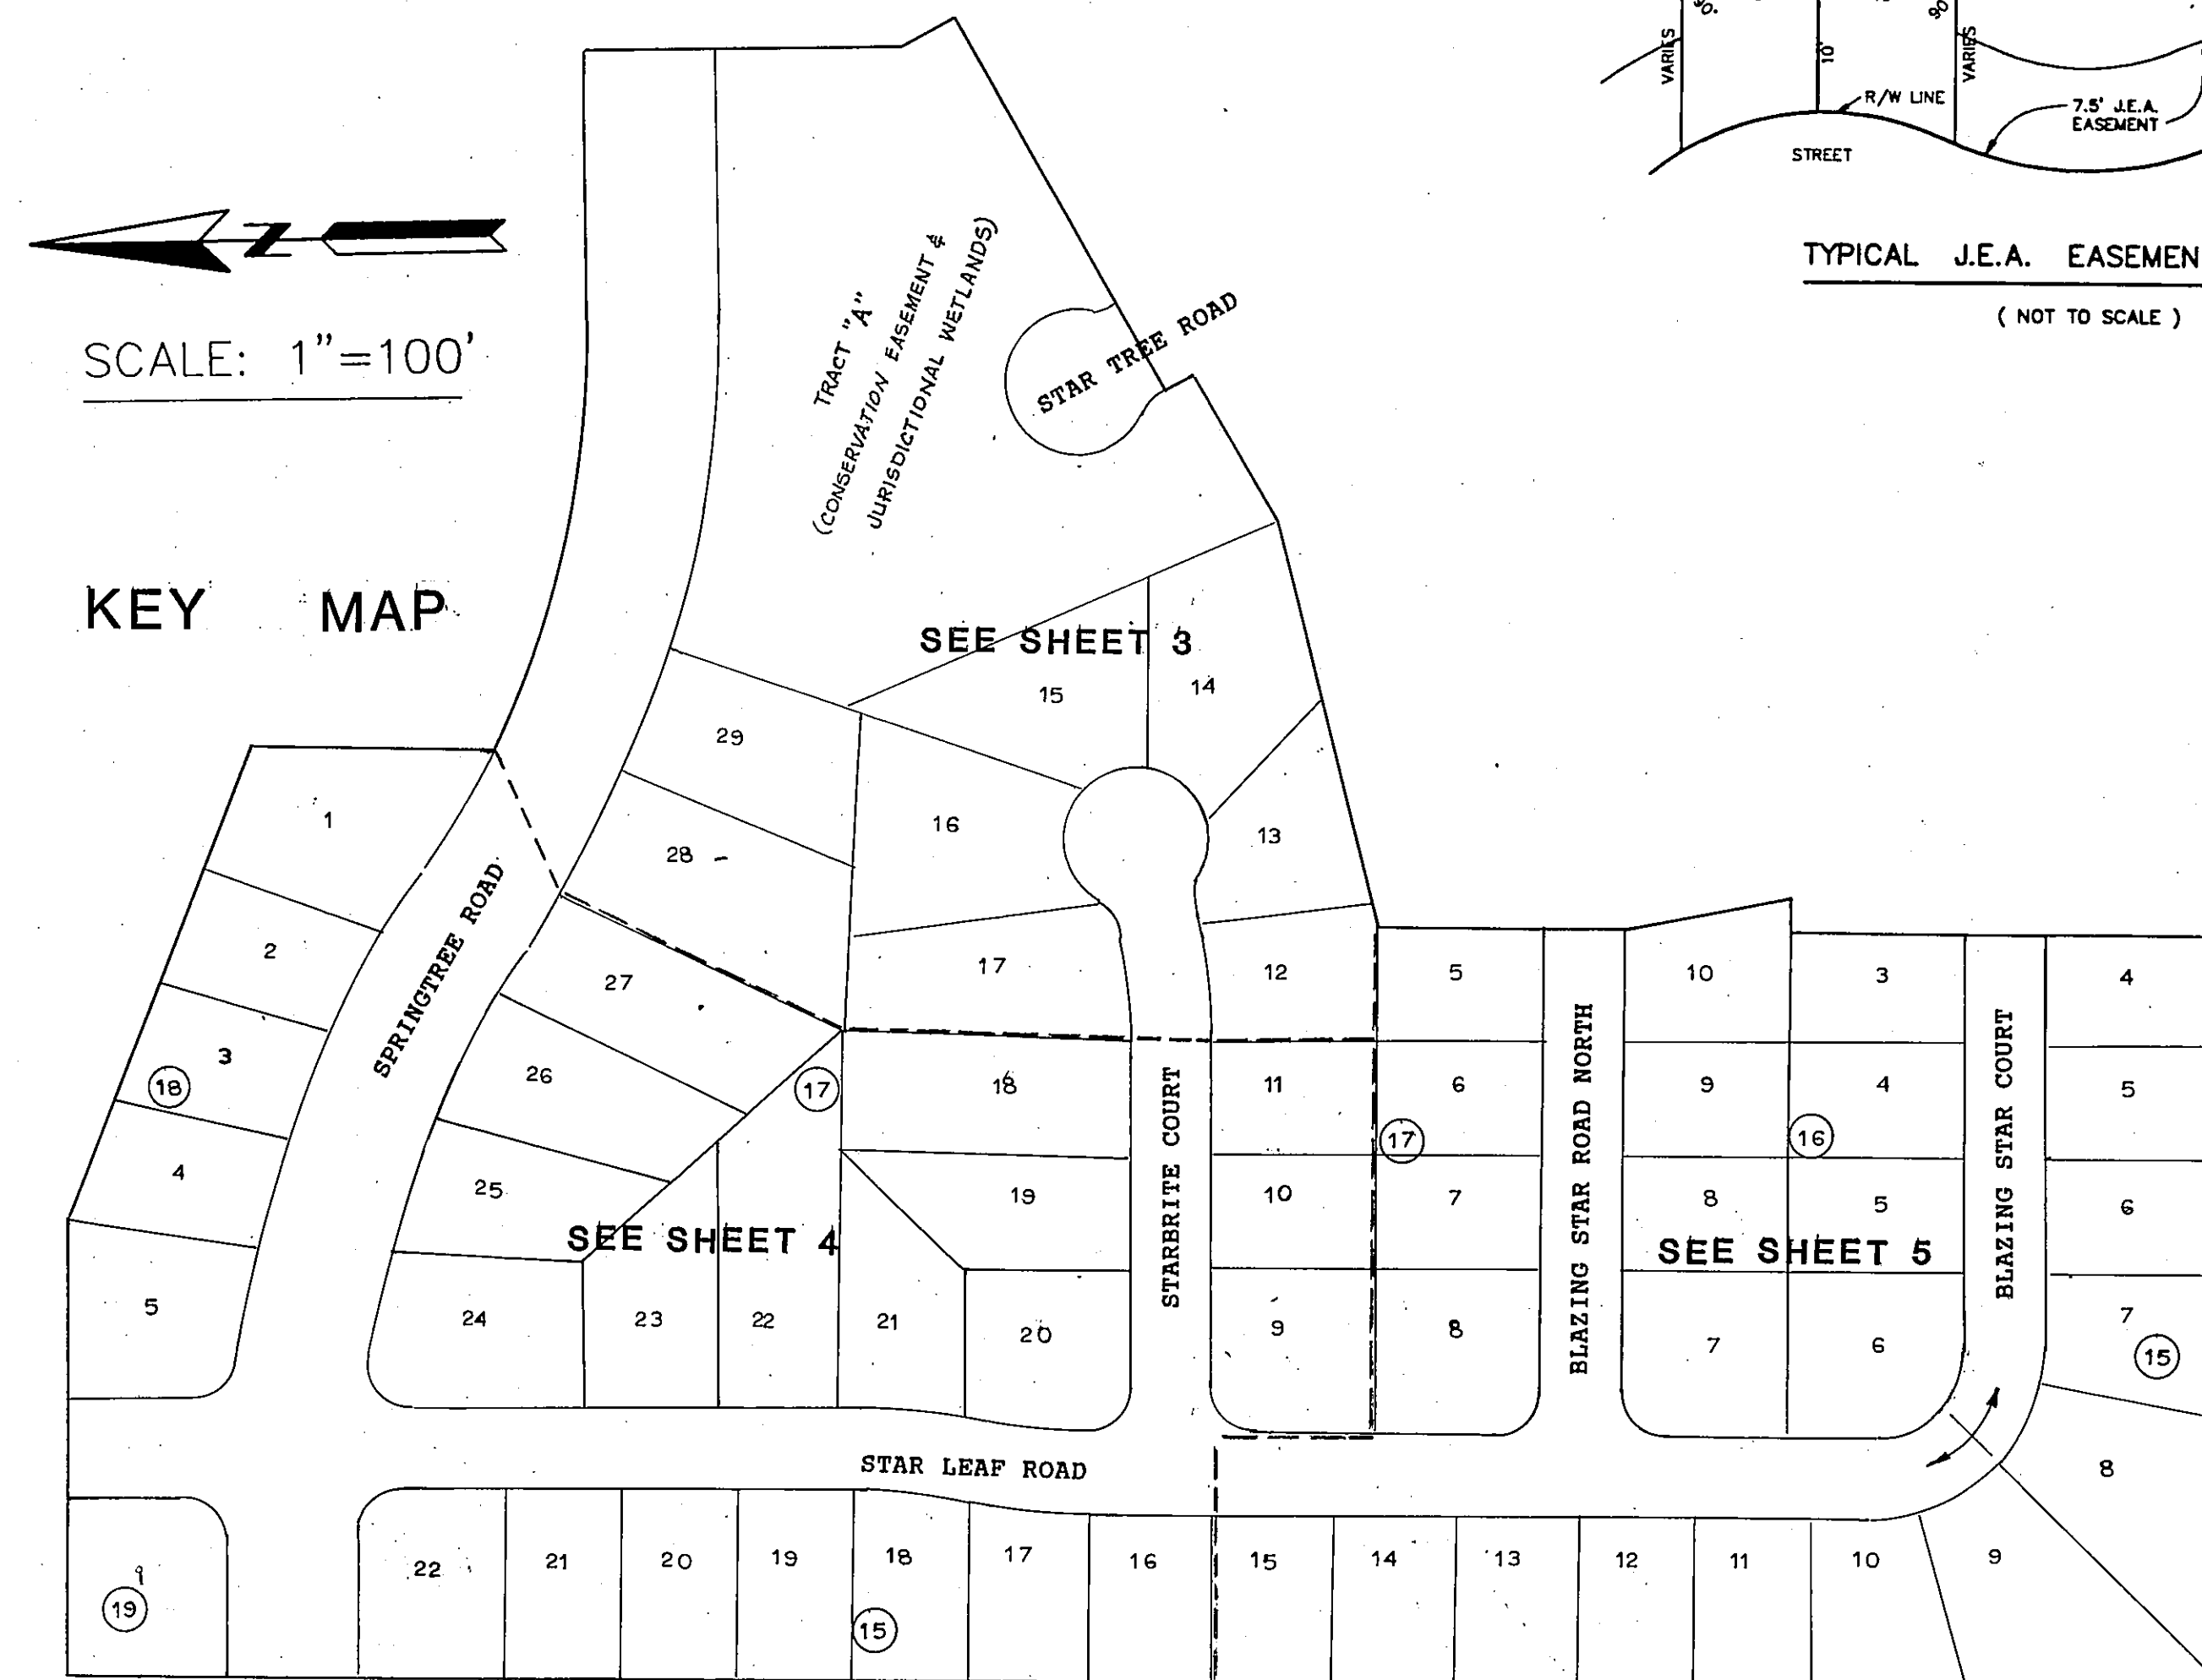 VARIES
10'
90
VARIES
R/W LINE
7.5' J.E.A.
EASEMENT
STREET
TYPICAL J.E.A. EASEMEN
( NOT TO SCALE )
N
SCALE: 1"=100'
KEY MAP
TRACT "A"
(CONSERVATION EASEMENT &
JURISDICTIONAL WETLANDS)
STAR TREE ROAD
SEE SHEET 3
15
14
29
16
13
28
1
2
3
18
4
5
SPRINGTREE ROAD
27
26
25
24
17
23
22
21
SEE SHEET 4
17
12
18
11
19
10
20
9
STARBRITE COURT
5
6
17
7
8
BLAZING STAR ROAD NORTH
10
3
9
4
16
8
5
SEE SHEET 5
7
6
BLAZING STAR COURT
4
5
6
7
15
8
STAR LEAF ROAD
19
22
21
20
19
18
15
17
16
15
14
13
12
11
10
9